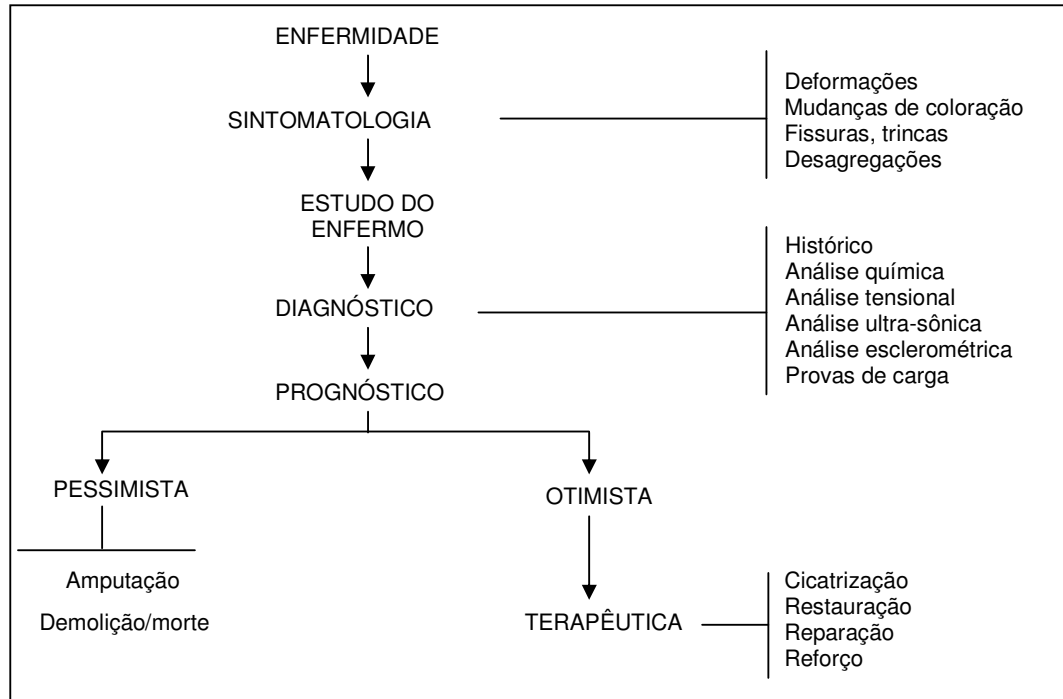 ENFERMIDADE
SINTOMATOLOGIA
Deformações
Mudanças de coloração
Fissuras, trincas
Desagregações
ESTUDO DO
ENFERMO
DIAGNÓSTICO
Histórico
Análise química
Análise tensional
Análise ultra-sônica
Análise esclerométrica
Provas de carga
PROGNÓSTICO
PESSIMISTA
Amputação
Demolição/morte
OTIMISTA
TERAPÊUTICA
Cicatrização
Restauração
Reparação
Reforço